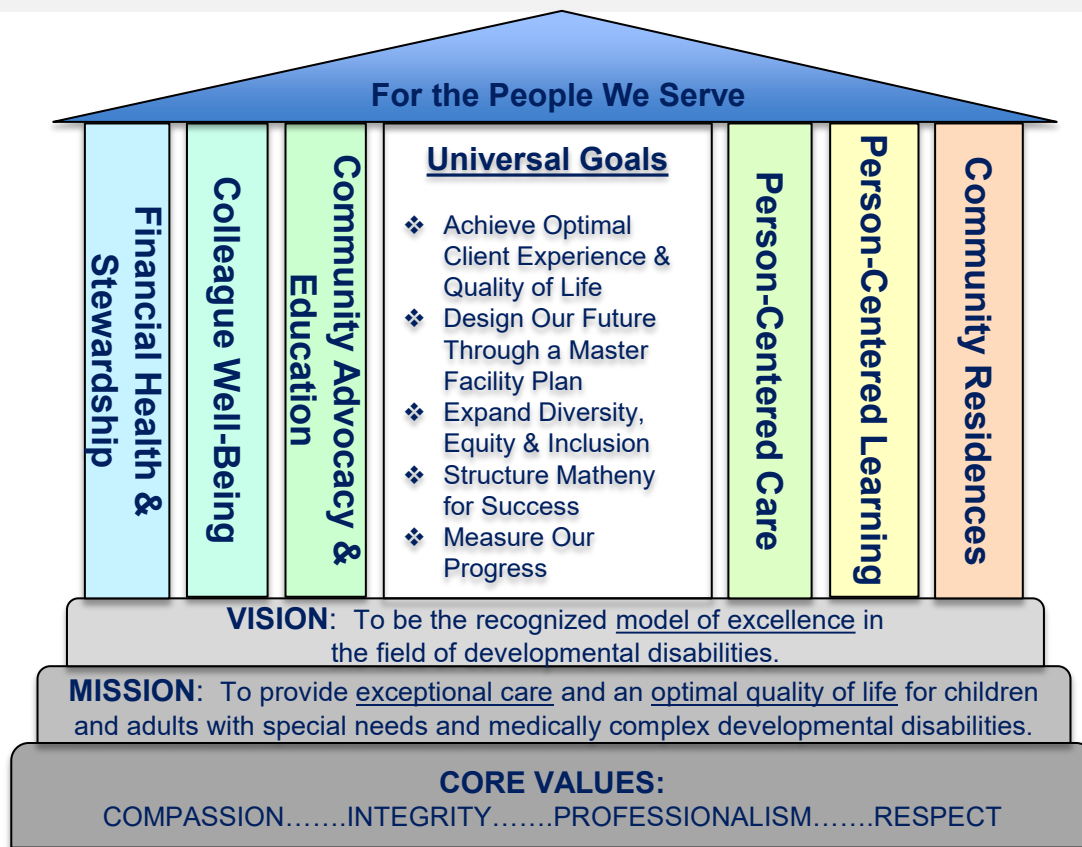 For the People We Serve
Financial Health &
Stewardship
Colleague Well-Being
Community Advocacy &
Education
Universal Goals
❖ Achieve Optimal
Client Experience &
Quality of Life
❖ Design Our Future
Through a Master
Facility Plan
❖ Expand Diversity,
Equity & Inclusion
❖ Structure Matheny
for Success
❖ Measure Our
Progress
Person-Centered Care
Person-Centered Learning
Community Residences
VISION: To be the recognized model of excellence in
the field of developmental disabilities.
MISSION: To provide exceptional care and an optimal quality of life for children
and adults with special needs and medically complex developmental disabilities.
CORE VALUES:
COMPASSION…….INTEGRITY…….PROFESSIONALISM…….RESPECT